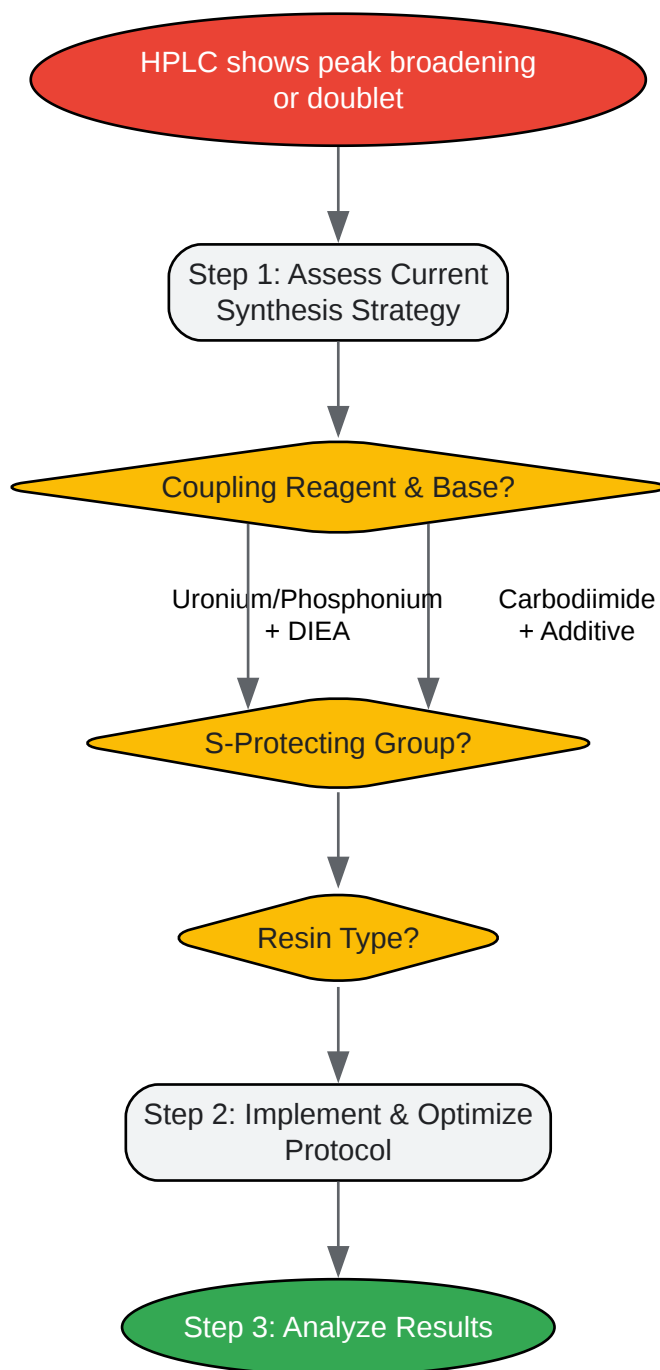 HPLC shows peak broadening
or doublet
Step 1: Assess Current
Synthesis Strategy
Coupling Reagent & Base?
Uronium/Phosphonium
+ DIEA
Carbodiimide
+ Additive
S-Protecting Group?
Resin Type?
Step 2: Implement & Optimize
Protocol
Step 3: Analyze Results